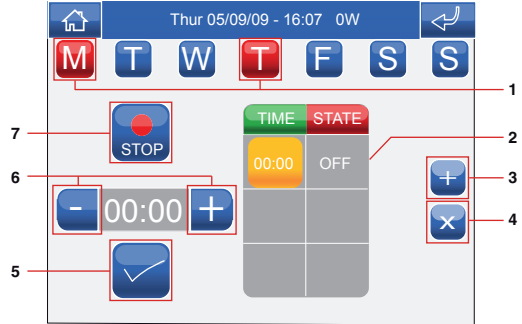 Thur 05/09/09 - 16:07 0W
M T W T F S S
1
7
STOP
TIME STATE
2
00:00 OFF
6
3
- 00:00 +
+
4
x
5